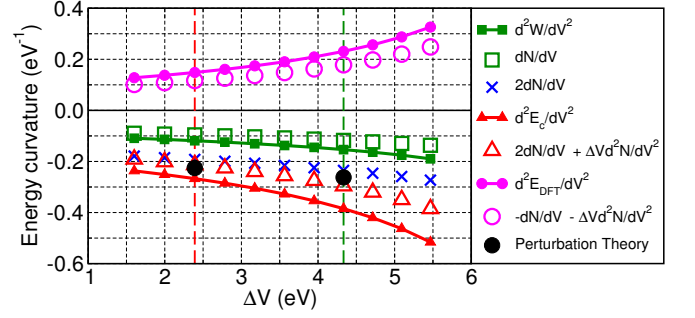 Energy curvature (eV⁻¹)
0.4
0.2
0.0
-0.2
-0.4
-0.6
1
2
3
4
5
6
ΔV (eV)
d²W/dV²
dN/dV
2dN/dV
d²E_c/dV²
2dN/dV + ΔVd²N/dV²
d²E_DFT/dV²
-dN/dV - ΔVd²N/dV²
Perturbation Theory